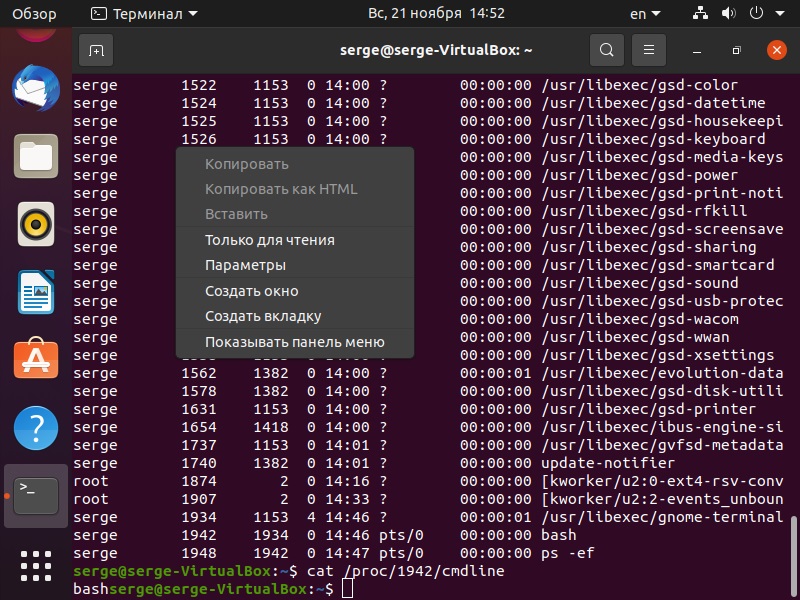 Обзор Терминал Вс, 21 ноября 14:52 en
serge@serge-VirtualBox: ~
serge 1522 1153 0 14:00 ? 00:00:00 /usr/libexec/gsd-color
serge 1524 1153 0 14:00 ? 00:00:00 /usr/libexec/gsd-datetime
serge 1525 1153 0 14:00 ? 00:00:00 /usr/libexec/gsd-housekeepi
serge 1526 1153 0 14:00 ? 00:00:00 /usr/libexec/gsd-keyboard
serge 00:00:00 /usr/libexec/gsd-media-keys
serge 00:00:00 /usr/libexec/gsd-power
serge 00:00:00 /usr/libexec/gsd-print-noti
serge 00:00:00 /usr/libexec/gsd-rfkill
serge 00:00:00 /usr/libexec/gsd-screensave
serge 00:00:00 /usr/libexec/gsd-sharing
serge 00:00:00 /usr/libexec/gsd-smartcard
serge 00:00:00 /usr/libexec/gsd-sound
serge 00:00:00 /usr/libexec/gsd-usb-protec
serge 00:00:00 /usr/libexec/gsd-wacom
serge 00:00:00 /usr/libexec/gsd-wwan
serge 00:00:00 /usr/libexec/gsd-xsettings
serge 1562 1382 0 14:00 ? 00:00:01 /usr/libexec/evolution-data
serge 1578 1382 0 14:00 ? 00:00:00 /usr/libexec/gsd-disk-utili
serge 1631 1153 0 14:00 ? 00:00:00 /usr/libexec/gsd-printer
serge 1654 1418 0 14:00 ? 00:00:00 /usr/libexec/ibus-engine-si
serge 1737 1153 0 14:01 ? 00:00:00 /usr/libexec/gvfsd-metadata
serge 1740 1382 0 14:01 ? 00:00:00 update-notifier
root 1874 2 0 14:16 ? 00:00:00 [kworker/u2:0-ext4-rsv-conv
root 1907 2 0 14:33 ? 00:00:00 [kworker/u2:2-events_unboun
serge 1934 1153 4 14:46 ? 00:00:01 /usr/libexec/gnome-terminal
serge 1942 1934 0 14:46 pts/0 00:00:00 bash
serge 1948 1942 0 14:47 pts/0 00:00:00 ps -ef
serge@serge-VirtualBox:~$ cat /proc/1942/cmdline
bashserge@serge-VirtualBox:~$
Копировать
Копировать как HTML
Вставить
Только для чтения
Параметры
Создать окно
Создать вкладку
Показывать панель меню